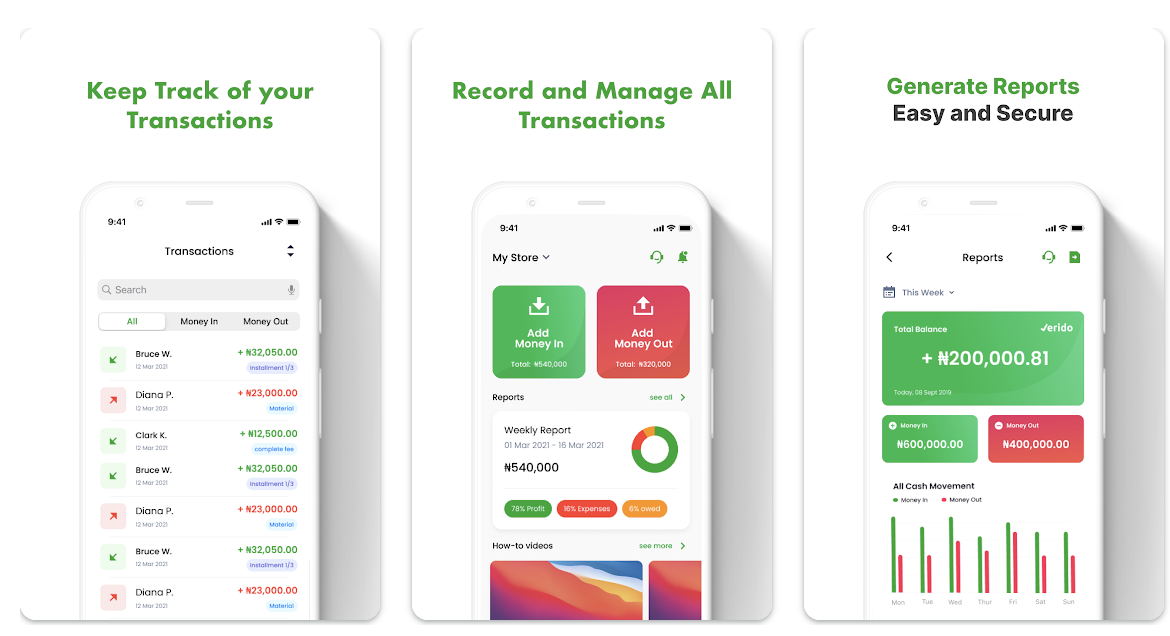 Keep Track of your
Transactions
9:41
Transactions
Search
All Money In Money Out
Bruce W. + ₦32,050.00
12 Mar 2021 Installment 1/3
Diana P. + ₦23,000.00
12 Mar 2021 Material
Clark K. + ₦12,500.00
12 Mar 2021 complete fee
Bruce W. + ₦32,050.00
12 Mar 2021 Installment 1/3
Diana P. + ₦23,000.00
12 Mar 2021 Material
Bruce W. + ₦32,050.00
12 Mar 2021 Installment 1/3
Diana P. + ₦23,000.00
12 Mar 2021 Material
Record and Manage All
Transactions
9:41
My Store
Add
Money In
Total: ₦540,000
Add
Money Out
Total: ₦320,000
Reports see all
Weekly Report
01 Mar 2021 - 16 Mar 2021
₦540,000
78% Profit 16% Expenses 6% owed
How-to videos see more
Generate Reports
Easy and Secure
9:41
Reports
This Week
Total Balance verido
+ ₦200,000.81
Today, 08 Sept 2019
Money In
₦600,000.00
Money Out
₦400,000.00
All Cash Movement
Money In Money Out
Mon Tue Wed Thur Fri Sat Sun